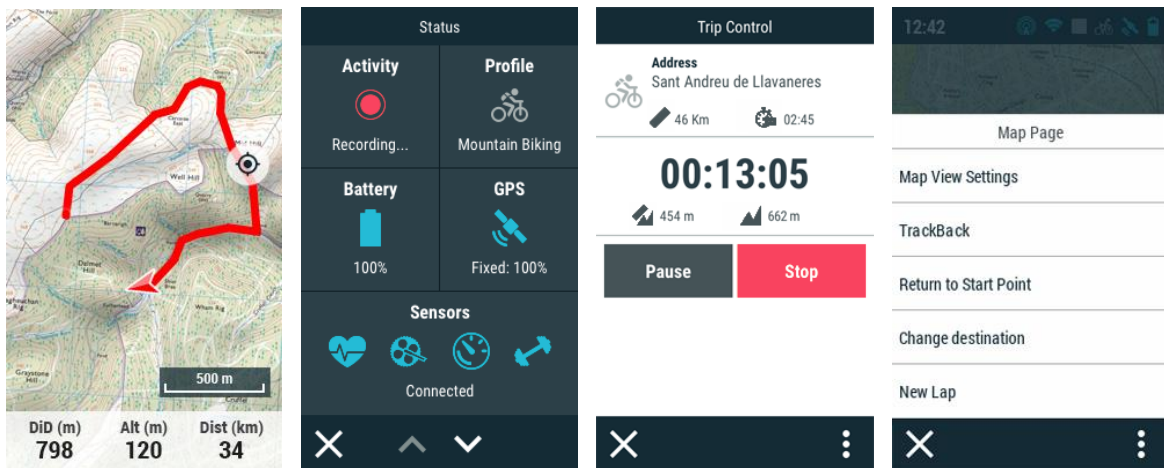 Well Hill
500 m
DiD (m)
798
Alt (m)
120
Dist (km)
34
Status
Activity
Recording...
Profile
Mountain Biking
Battery
100%
GPS
Fixed: 100%
Sensors
Connected
Trip Control
Address
Sant Andreu de Llavaneres
46 Km
02:45
00:13:05
454 m
662 m
Pause
Stop
12:42
Map Page
Map View Settings
TrackBack
Return to Start Point
Change destination
New Lap